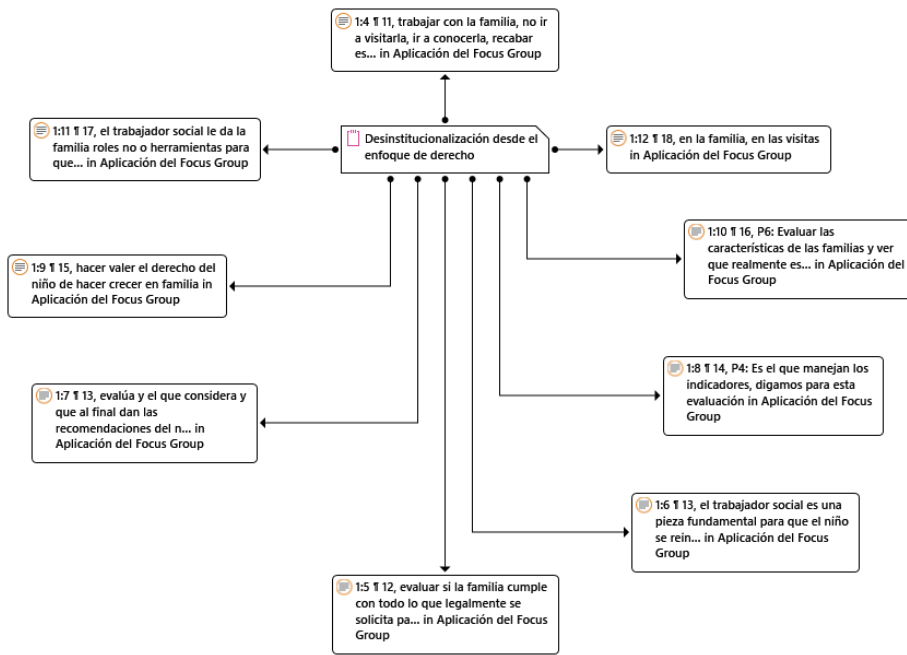 1:4 ¶ 11, trabajar con la familia, no ir
a visitarla, ir a conocerla, recabar
es... in Aplicación del Focus Group
1:11 ¶ 17, el trabajador social le da la
familia roles no o herramientas para
que... in Aplicación del Focus Group
Desinstitucionalización desde el
enfoque de derecho
1:12 ¶ 18, en la familia, en las visitas
in Aplicación del Focus Group
1:10 ¶ 16, P6: Evaluar las
características de las familias y ver
que realmente es... in Aplicación del
Focus Group
1:9 ¶ 15, hacer valer el derecho del
niño de hacer crecer en familia in
Aplicación del Focus Group
1:8 ¶ 14, P4: Es el que manejan los
indicadores, digamos para esta
evaluación in Aplicación del Focus
Group
1:7 ¶ 13, evalúa y el que considera y
que al final dan las
recomendaciones del n... in
Aplicación del Focus Group
1:6 ¶ 13, el trabajador social es una
pieza fundamental para que el niño
se rein... in Aplicación del Focus
Group
1:5 ¶ 12, evaluar si la familia cumple
con todo lo que legalmente se
solicita pa... in Aplicación del Focus
Group